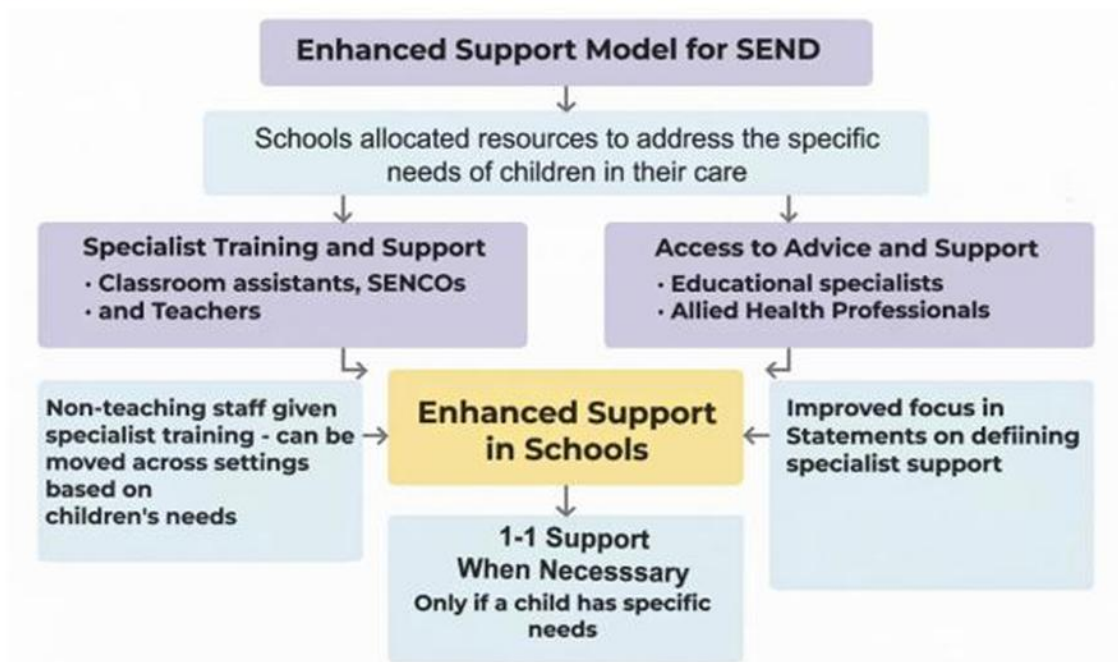 Enhanced Support Model for SEND
Schools allocated resources to address the specific
needs of children in their care
Specialist Training and Support
· Classroom assistants, SENCOs
· and Teachers
Access to Advice and Support
· Educational specialists
· Allied Health Professionals
Non-teaching staff given
specialist training - can be
moved across settings
based on
children's needs
Enhanced Support
in Schools
Improved focus in
Statements on defiining
specialist support
1-1 Support
When Necesssary
Only if a child has specific
needs